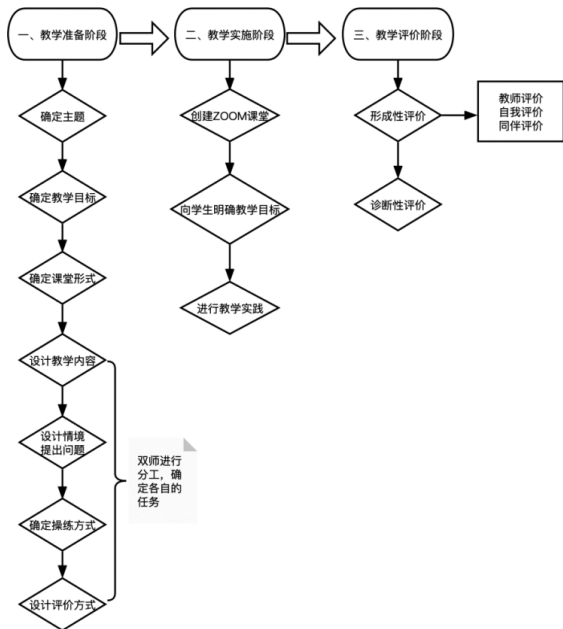 一、教学准备阶段
二、教学实施阶段
三、教学评价阶段
确定主题
确定教学目标
确定课堂形式
设计教学内容
设计情境
提出问题
确定操练方式
设计评价方式
双师进行
分工，确
定各自的
任务
创建ZOOM课堂
向学生明确教学目标
进行教学实践
形成性评价
诊断性评价
教师评价
自我评价
同伴评价